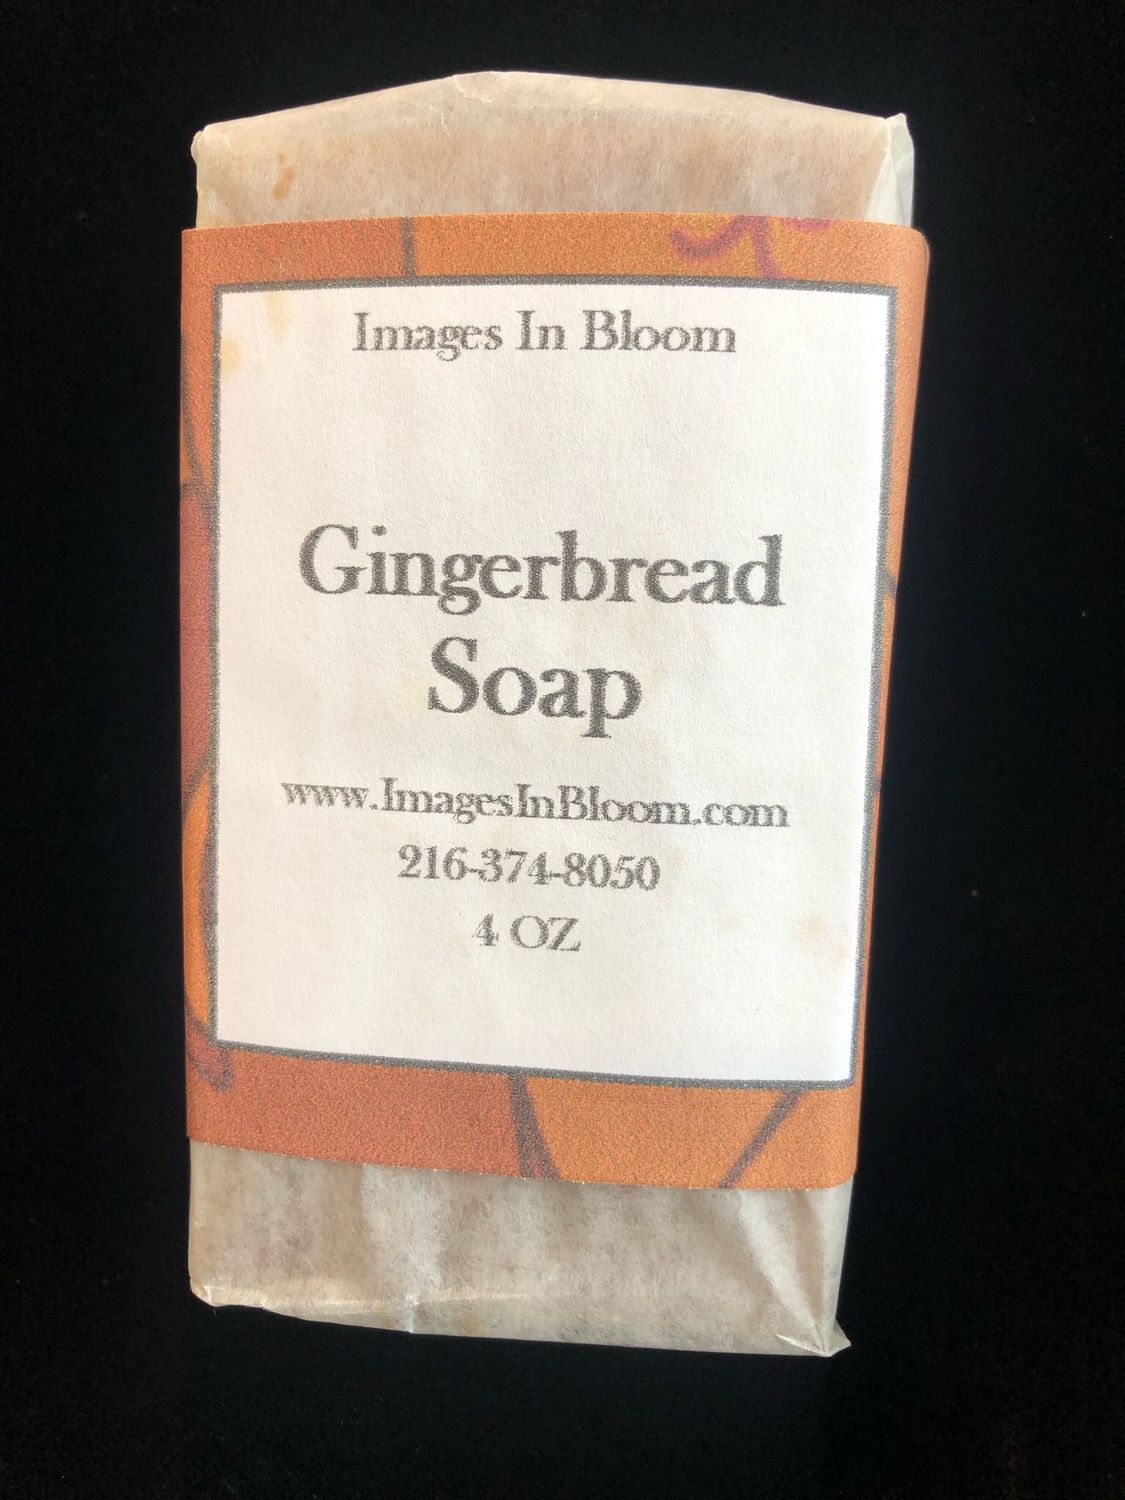 Images In Bloom
Gingerbread
Soap
www.ImagesInBloom.com
216-374-8050
4 OZ